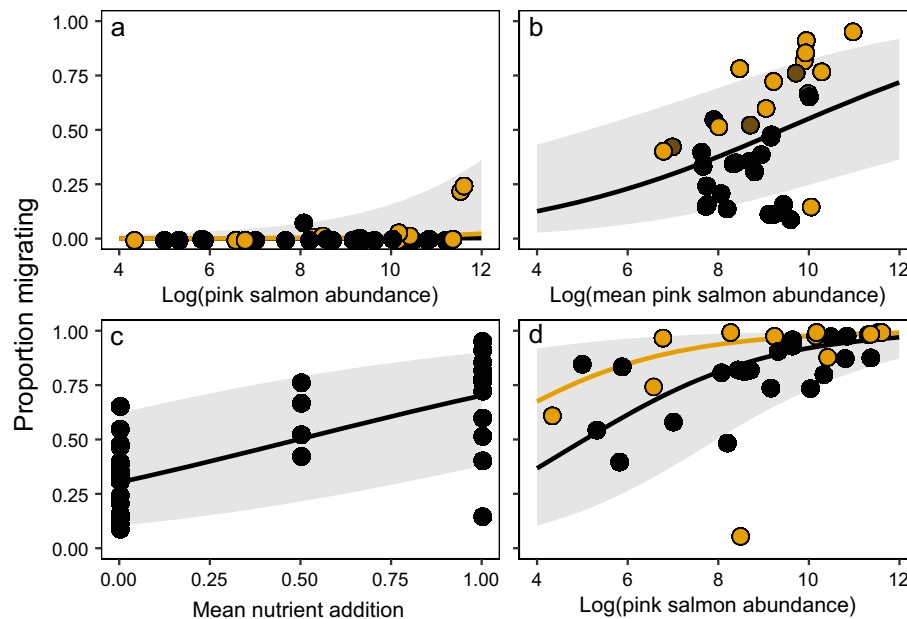 Proportion migrating
a
1.00
0.75
0.50
0.25
0.00
4 6 8 10 12
Log(pink salmon abundance)
b
4 6 8 10 12
Log(mean pink salmon abundance)
c
1.00
0.75
0.50
0.25
0.00
0.00 0.25 0.50 0.75 1.00
Mean nutrient addition
d
4 6 8 10 12
Log(pink salmon abundance)